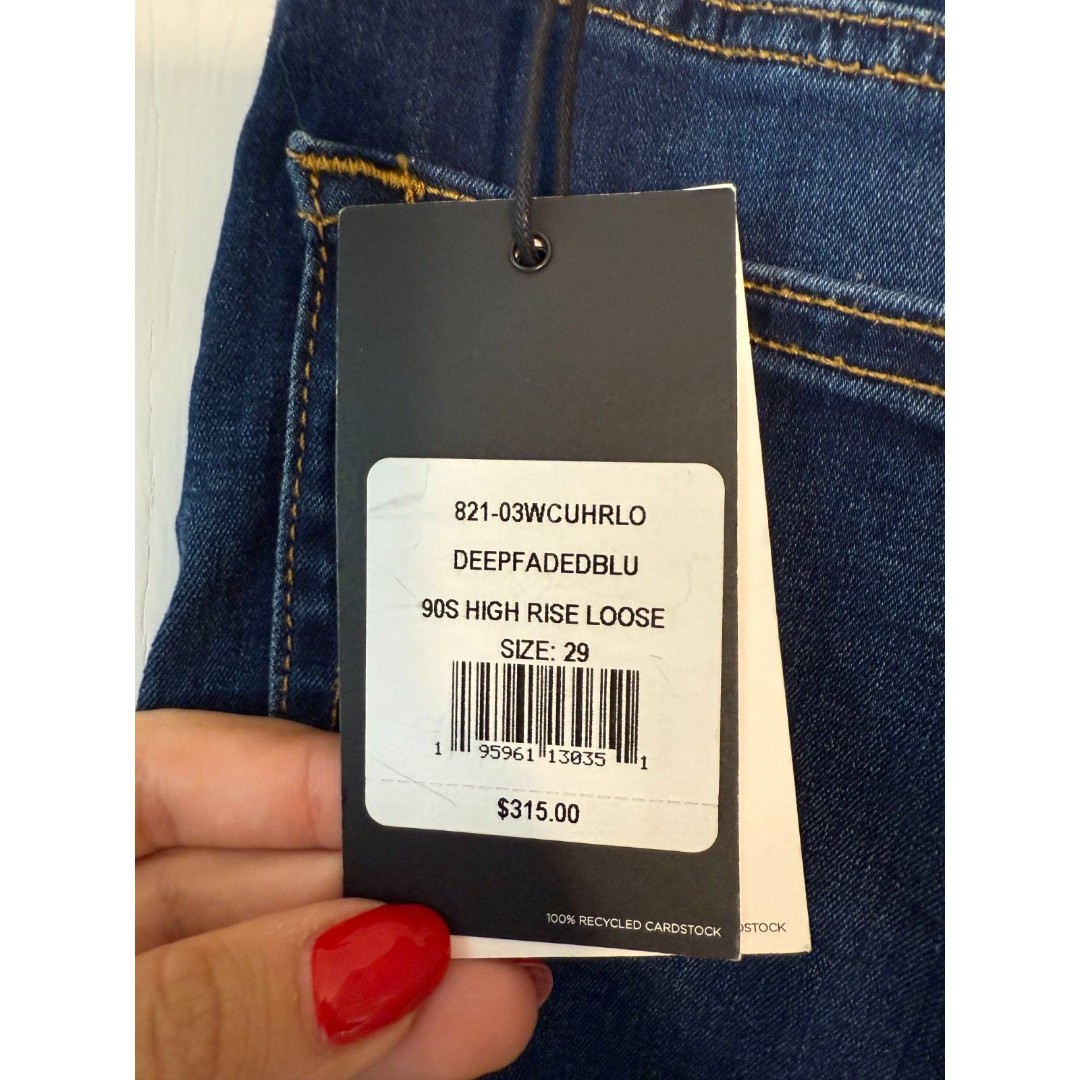 821-03WCUHRLO
DEEPFADEDBLU
90S HIGH RISE LOOSE
SIZE: 29
1 95961 13035 1
$315.00
100% RECYCLED CARDSTOCK
DSTOCK